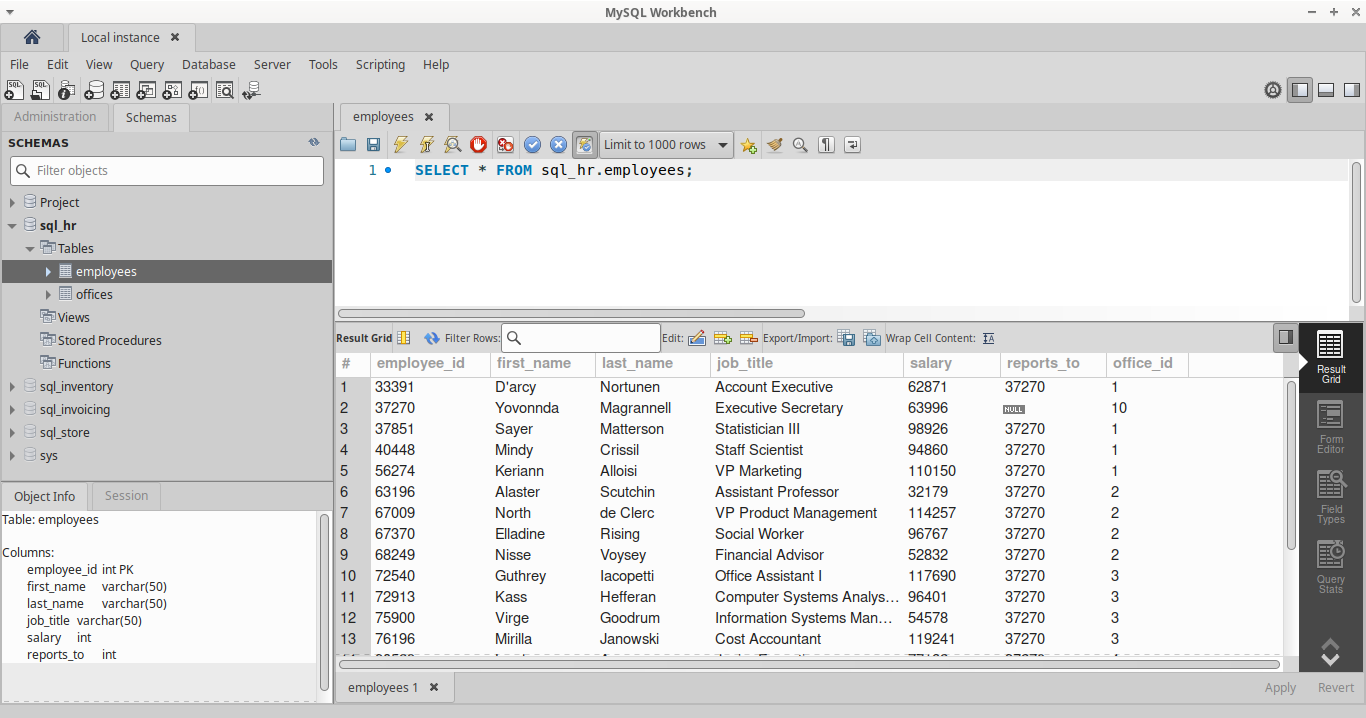 MySQL Workbench
Local instance
File Edit View Query Database Server Tools Scripting Help
Administration Schemas
SCHEMAS
Filter objects
Project
sql_hr
Tables
employees
offices
Views
Stored Procedures
Functions
sql_inventory
sql_invoicing
sql_store
sys
Object Info Session
Table: employees
Columns:
employee_id int PK
first_name varchar(50)
last_name varchar(50)
job_title varchar(50)
salary int
reports_to int
employees
Limit to 1000 rows
1 SELECT * FROM sql_hr.employees;
Result Grid Filter Rows: Edit: Export/Import: Wrap Cell Content:
# employee_id first_name last_name job_title salary reports_to office_id
1 33391 D'arcy Nortunen Account Executive 62871 37270 1
2 37270 Yovonnda Magrannell Executive Secretary 63996 NULL 10
3 37851 Sayer Matterson Statistician III 98926 37270 1
4 40448 Mindy Crissil Staff Scientist 94860 37270 1
5 56274 Keriann Alloisi VP Marketing 110150 37270 1
6 63196 Alaster Scutchin Assistant Professor 32179 37270 2
7 67009 North de Clerc VP Product Management 114257 37270 2
8 67370 Elladine Rising Social Worker 96767 37270 2
9 68249 Nisse Voysey Financial Advisor 52832 37270 2
10 72540 Guthrey Iacopetti Office Assistant I 117690 37270 3
11 72913 Kass Hefferan Computer Systems Analys… 96401 37270 3
12 75900 Virge Goodrum Information Systems Man… 54578 37270 3
13 76196 Mirilla Janowski Cost Accountant 119241 37270 3
Result
Grid
Form
Editor
Field
Types
Query
Stats
employees 1
Apply Revert